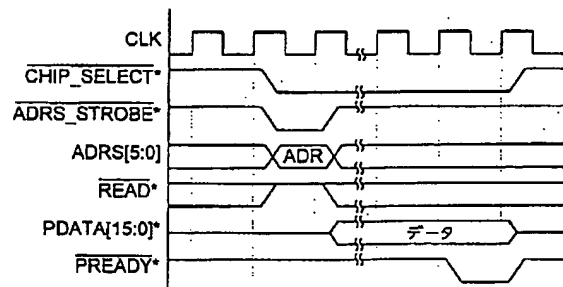 CLK
CHIP_SELECT*
ADRS_STROBE*
ADRS[5:0]
ADR
READ*
PDATA[15:0]*
データ
PREADY*